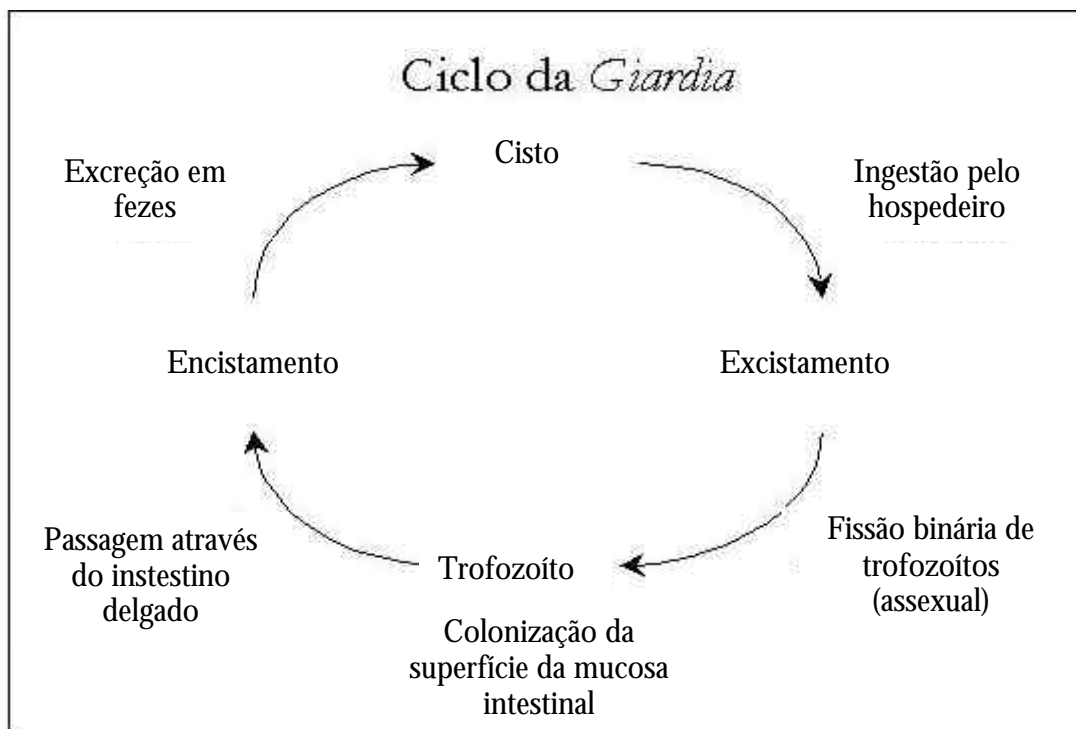 Ciclo da Giardia
Cisto
Excreção em
fezes
Ingestão pelo
hospedeiro
Encistamento
Excistamento
Passagem através
do instestino
delgado
Trofozoíto
Colonização da
superfície da mucosa
intestinal
Fissão binária de
trofozoítos
(assexual)